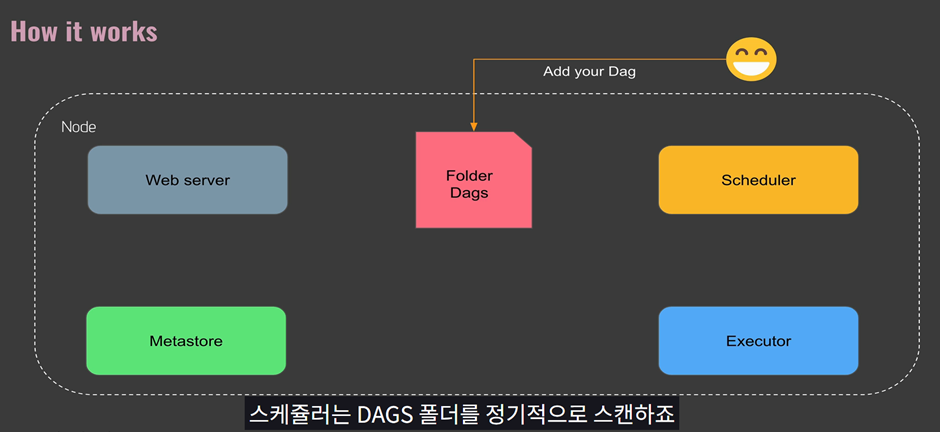 How it works
Add your Dag
Node
Web server
Folder
Dags
Scheduler
Metastore
Executor
스케쥴러는 DAGS 폴더를 정기적으로 스캔하죠